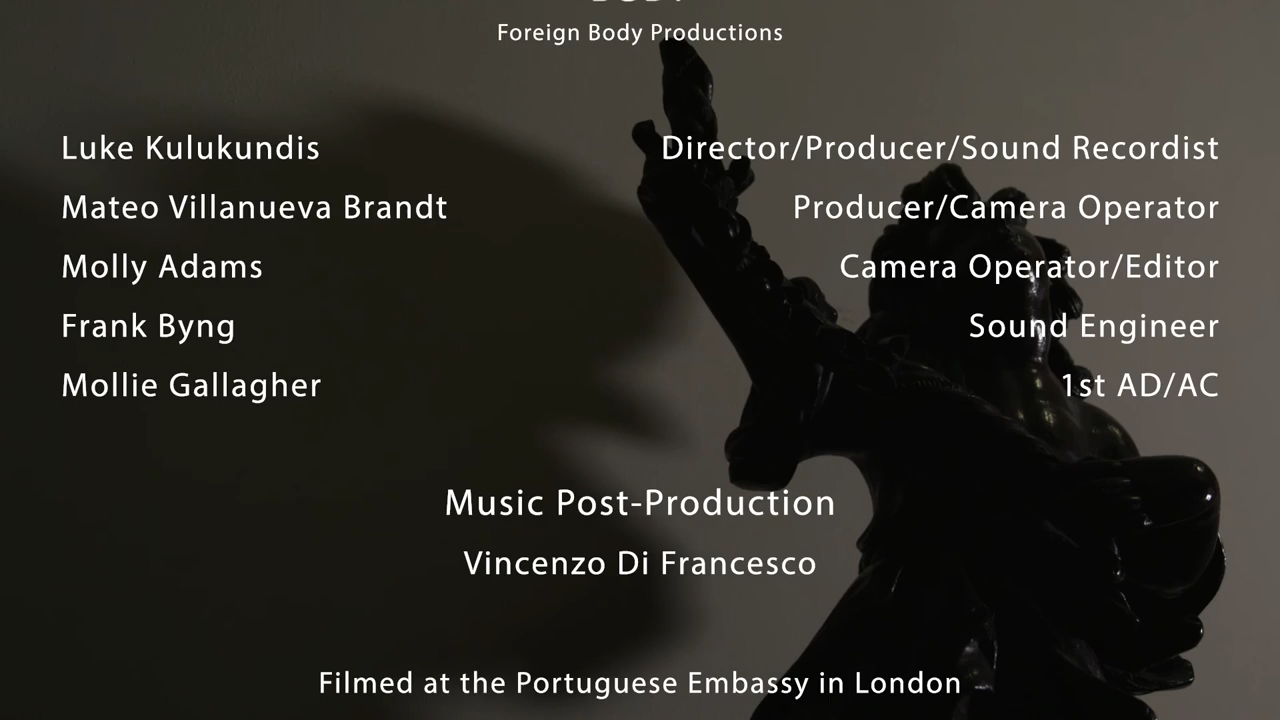 Foreign Body Productions
Luke Kulukundis Director/Producer/Sound Recordist
Mateo Villanueva Brandt Producer/Camera Operator
Molly Adams Camera Operator/Editor
Frank Byng Sound Engineer
Mollie Gallagher 1st AD/AC
Music Post-Production
Vincenzo Di Francesco
Filmed at the Portuguese Embassy in London